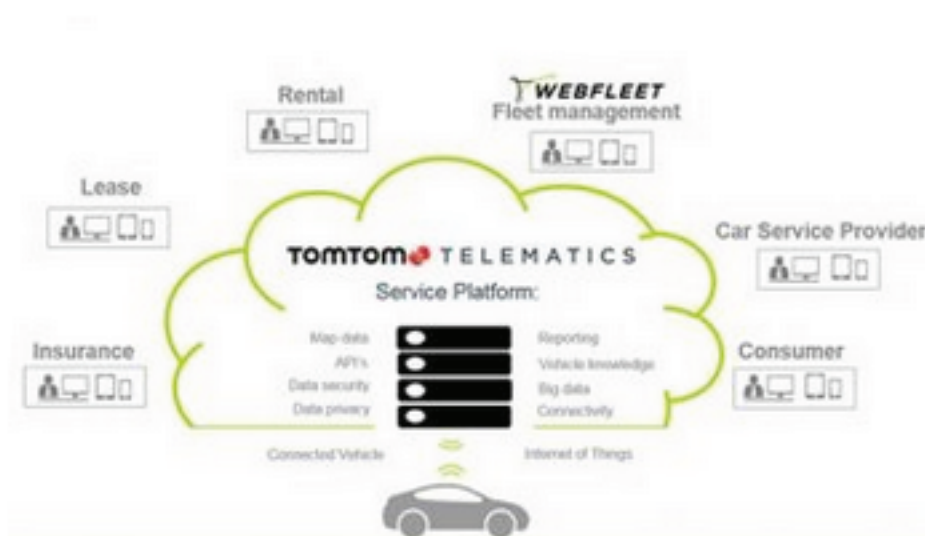 Rental
WEBFLEET
Fleet management
Lease
Car Service Provider
TOMTOM TELEMATICS
Service Platform:
Insurance
Consumer
Map data
Reporting
API's
Vehicle knowledge
Data security
Big data
Data privacy
Connectivity
Connected Vehicle
Internet of Things